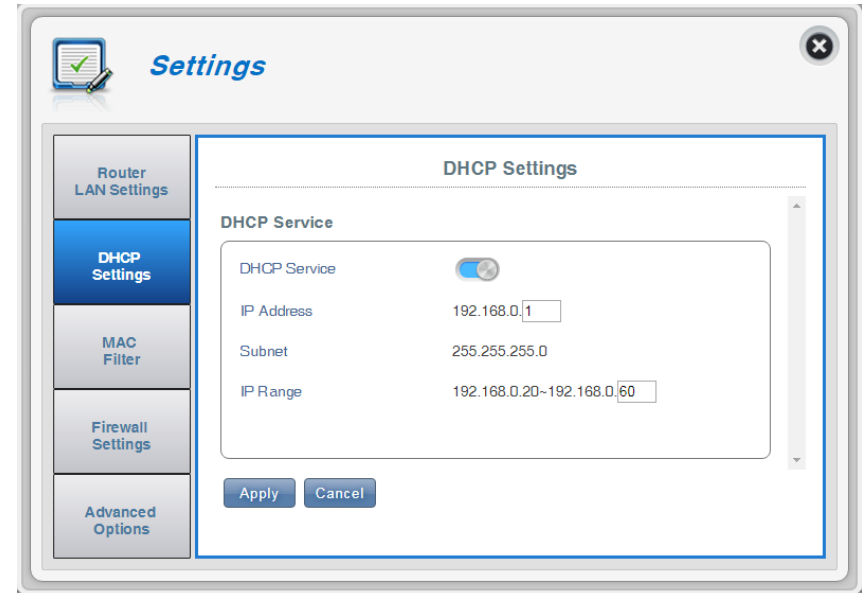 Settings
Router
LAN Settings
DHCP
Settings
MAC
Filter
Firewall
Settings
Advanced
Options
DHCP Settings
DHCP Service
DHCP Service
IP Address 192.168.0.1
Subnet 255.255.255.0
IP Range 192.168.0.20~192.168.0.60
Apply Cancel